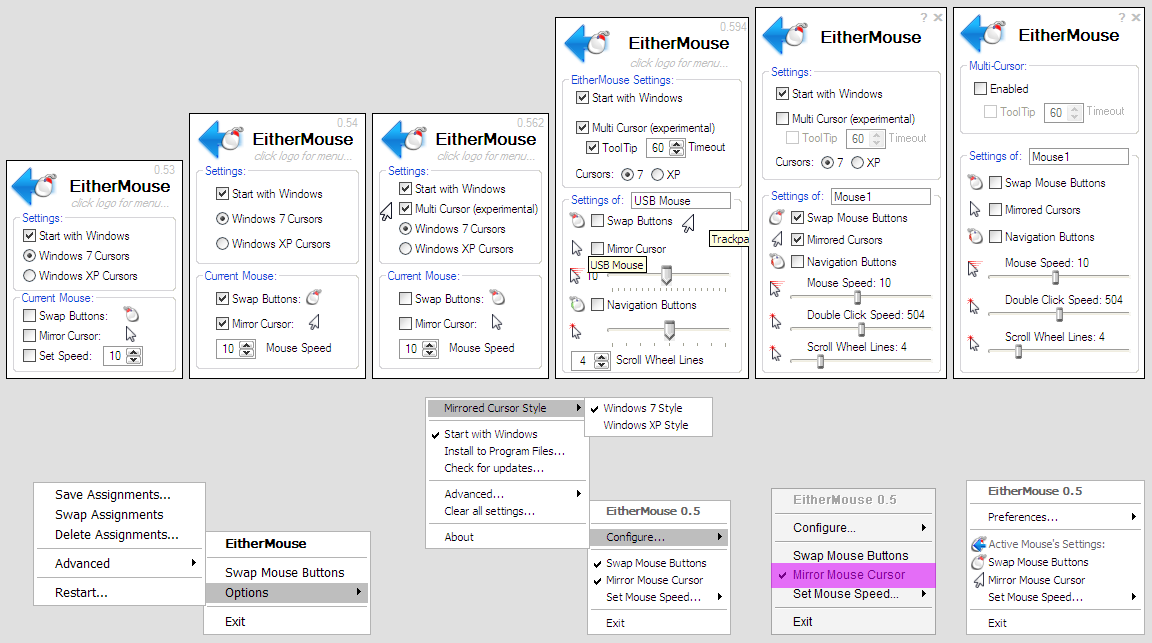 0.53
EitherMouse
click logo for menu...
Settings:
Start with Windows
Windows 7 Cursors
Windows XP Cursors
Current Mouse:
Swap Buttons:
Mirror Cursor:
Set Speed: 10
0.54
EitherMouse
click logo for menu...
Settings:
Start with Windows
Windows 7 Cursors
Windows XP Cursors
Current Mouse:
Swap Buttons:
Mirror Cursor:
10 Mouse Speed
0.562
EitherMouse
click logo for menu...
Settings:
Start with Windows
Multi Cursor (experimental)
Windows 7 Cursors
Windows XP Cursors
Current Mouse:
Swap Buttons:
Mirror Cursor:
10 Mouse Speed
0.594
EitherMouse
click logo for menu...
EitherMouse Settings:
Start with Windows
Multi Cursor (experimental)
ToolTip 60 Timeout
Cursors: 7 XP
Settings of: USB Mouse
Swap Buttons
Trackpa
Mirror Cursor
USB Mouse
10
Navigation Buttons
4 Scroll Wheel Lines
? ×
EitherMouse
Settings:
Start with Windows
Multi Cursor (experimental)
ToolTip 60 Timeout
Cursors: 7 XP
Settings of: Mouse1
Swap Mouse Buttons
Mirrored Cursors
Navigation Buttons
Mouse Speed: 10
Double Click Speed: 504
Scroll Wheel Lines: 4
? ×
EitherMouse
Multi-Cursor:
Enabled
ToolTip 60 Timeout
Settings of: Mouse1
Swap Mouse Buttons
Mirrored Cursors
Navigation Buttons
Mouse Speed: 10
Double Click Speed: 504
Scroll Wheel Lines: 4
Save Assignments...
Swap Assignments
Delete Assignments...
Advanced
Restart...
EitherMouse
Swap Mouse Buttons
Options
Exit
Mirrored Cursor Style
Start with Windows
Install to Program Files...
Check for updates...
Advanced...
Clear all settings...
About
Windows 7 Style
Windows XP Style
EitherMouse 0.5
Configure...
Swap Mouse Buttons
Mirror Mouse Cursor
Set Mouse Speed...
Exit
EitherMouse 0.5
Configure...
Swap Mouse Buttons
Mirror Mouse Cursor
Set Mouse Speed...
Exit
EitherMouse 0.5
Preferences...
Active Mouse's Settings:
Swap Mouse Buttons
Mirror Mouse Cursor
Set Mouse Speed...
Exit